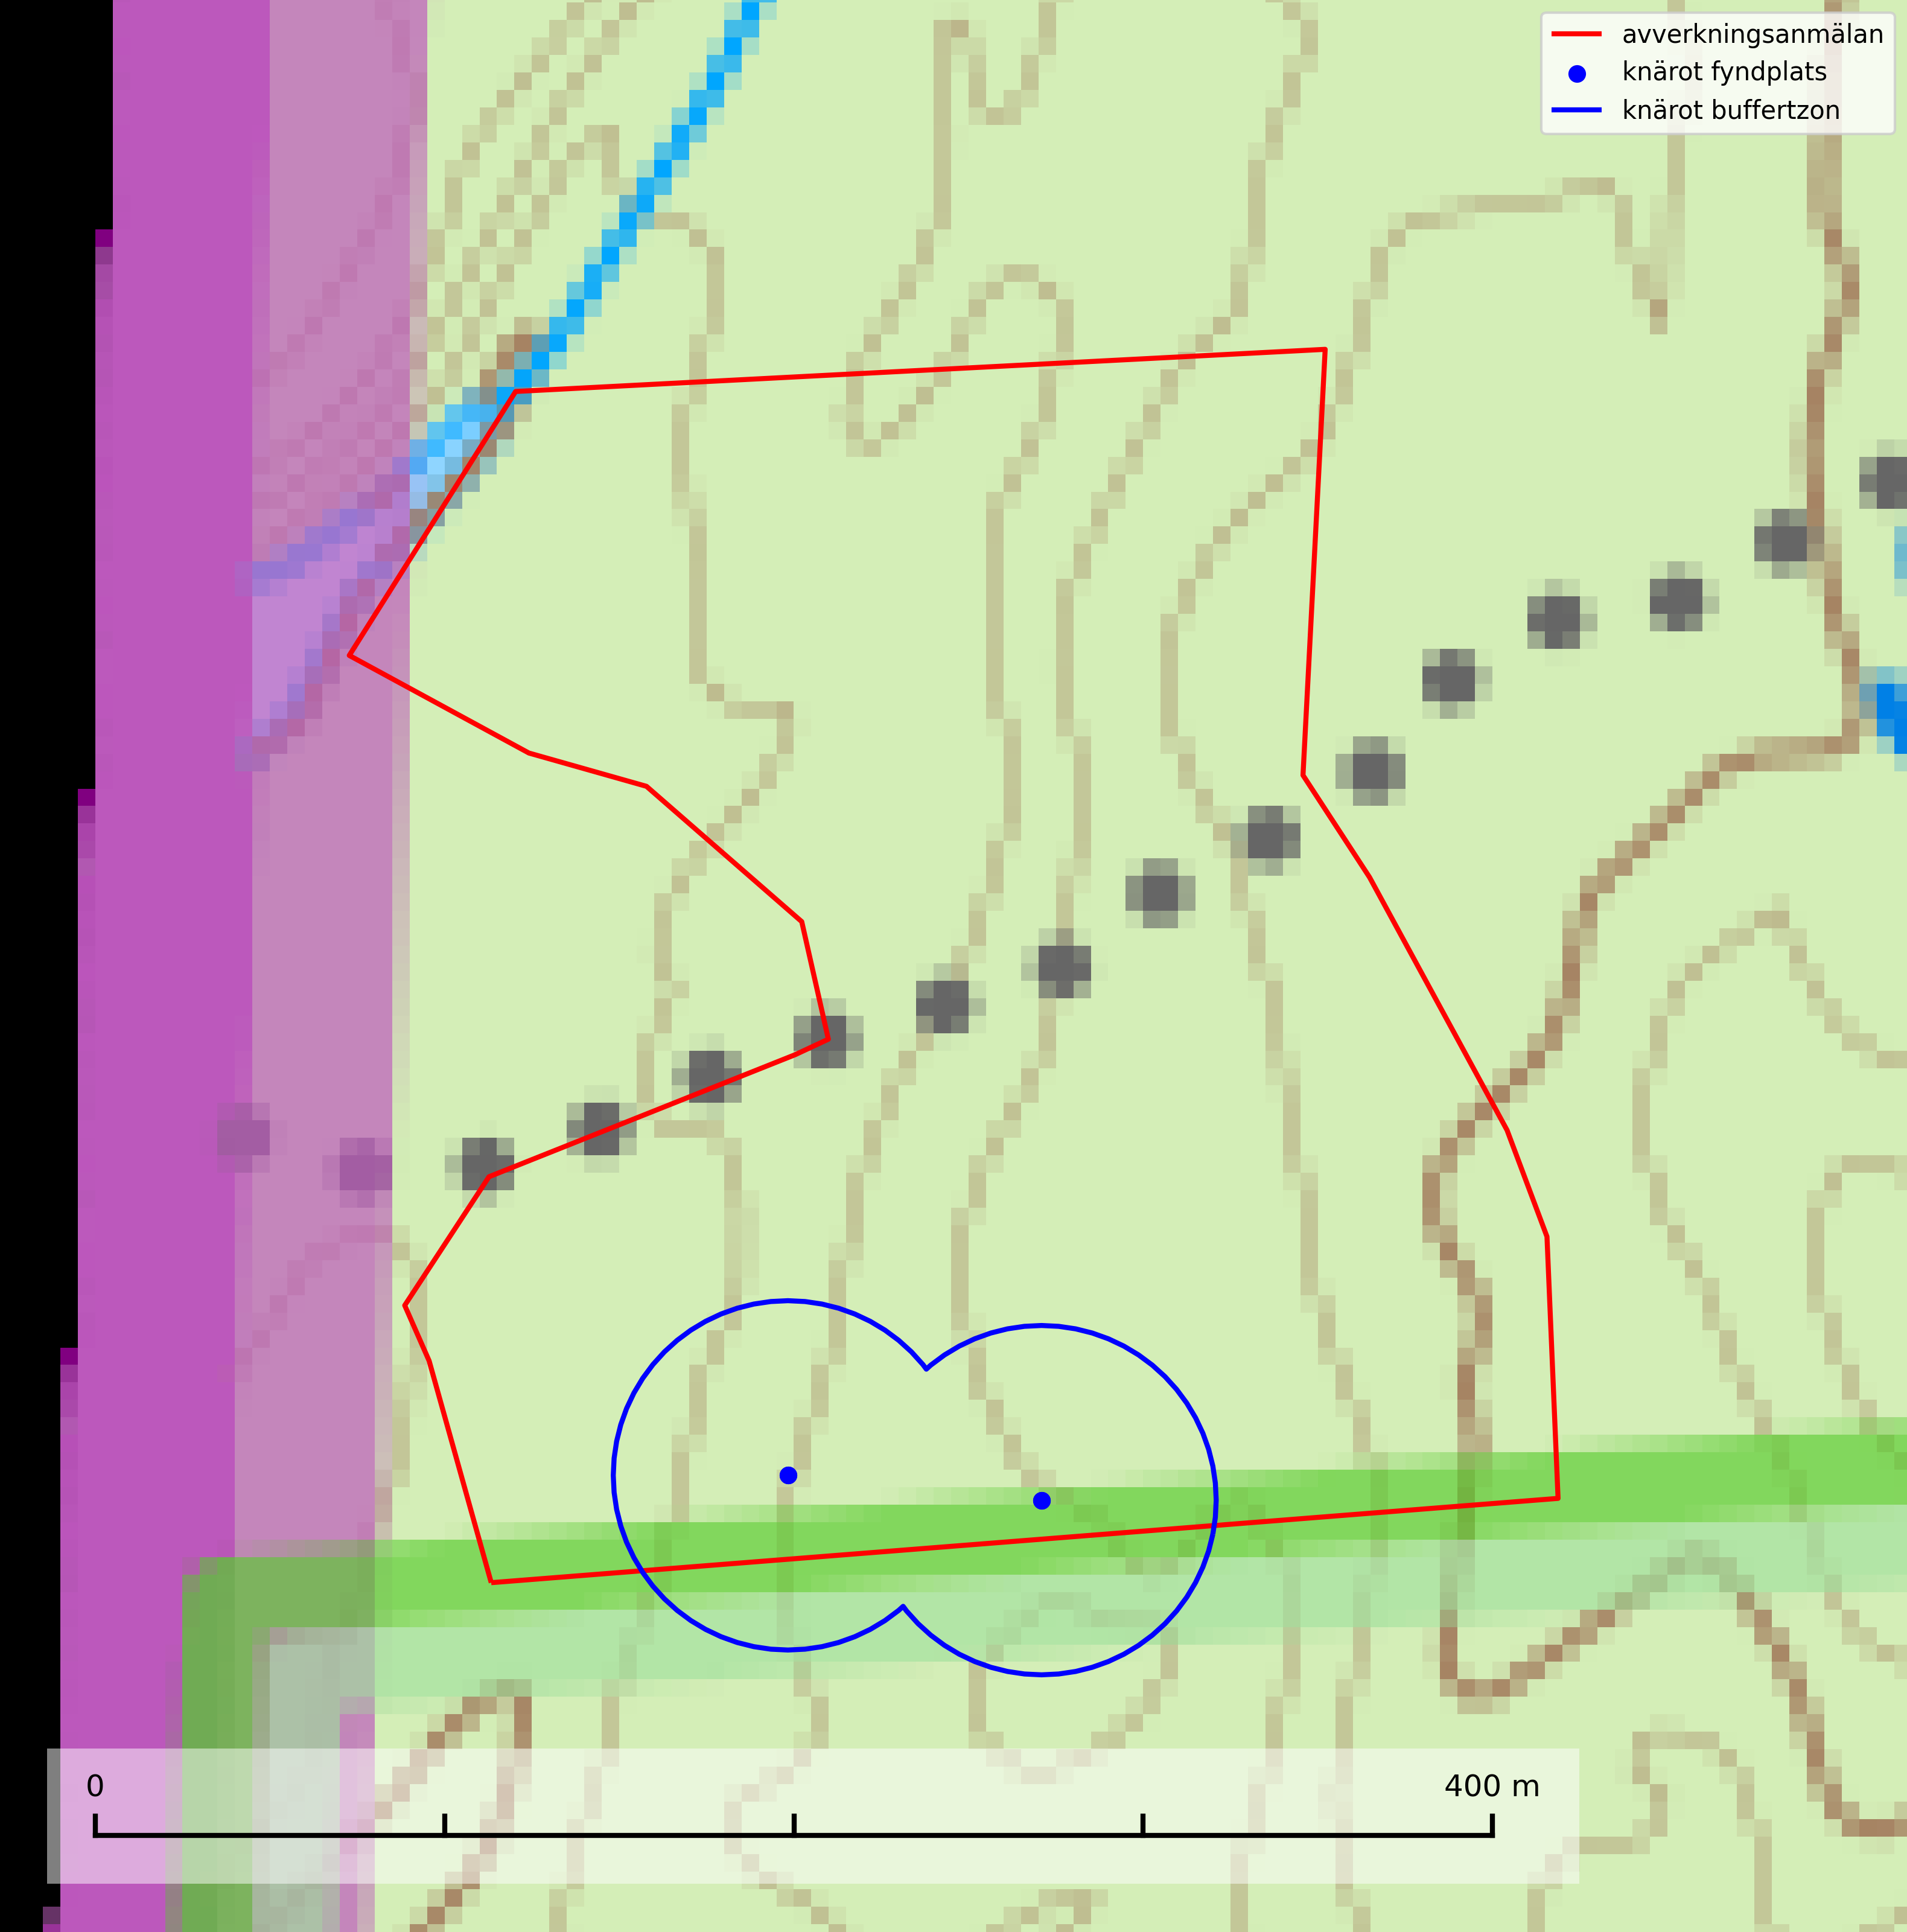 avverkningsanmälan
knärot fyndplats
knärot buffertzon
0 400 m